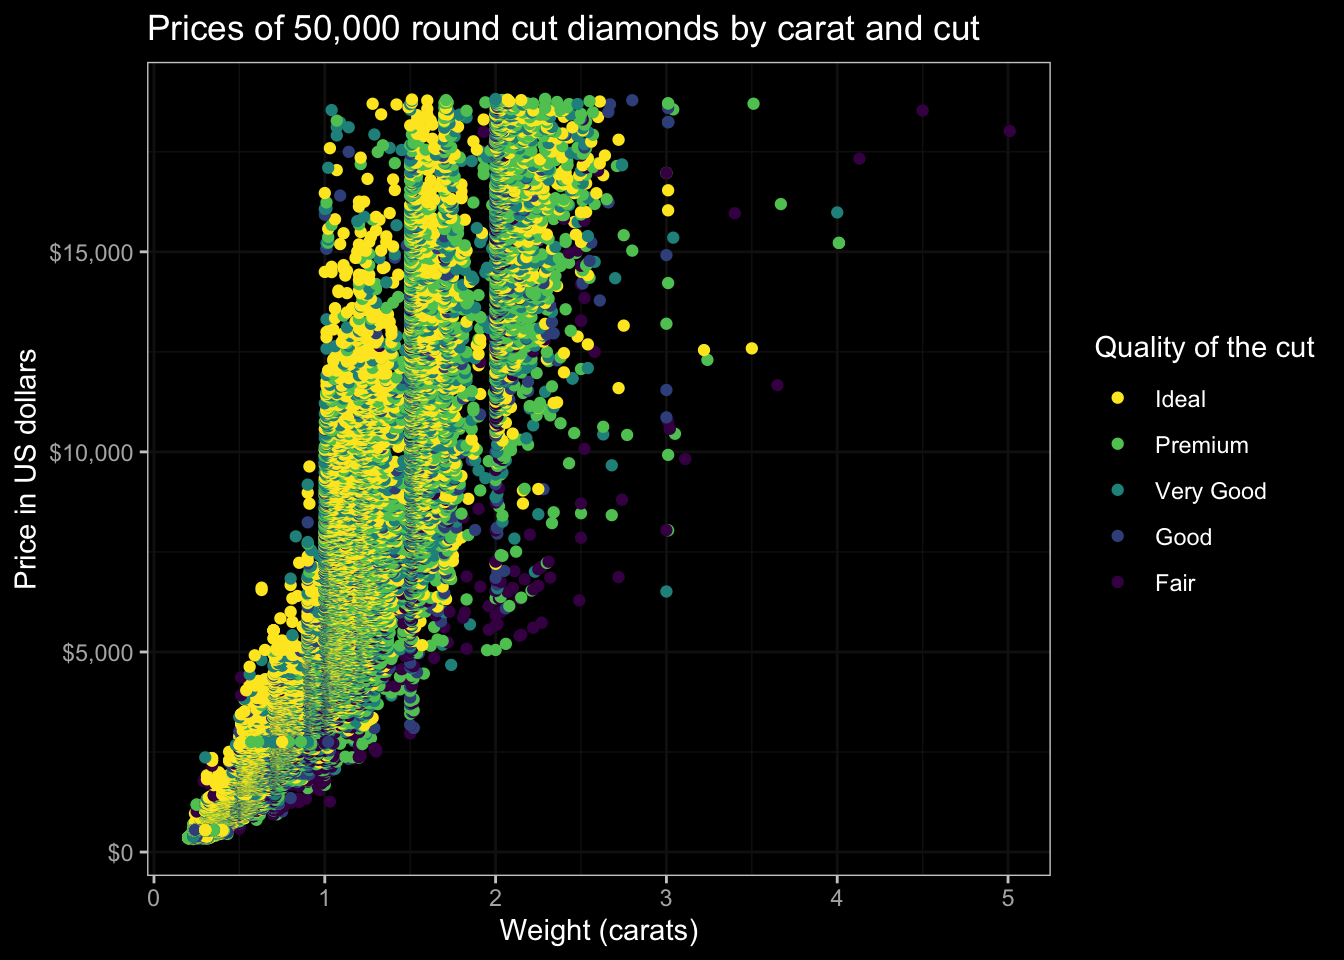 Prices of 50,000 round cut diamonds by carat and cut
Price in US dollars
$15,000
$10,000
$5,000
$0
0 1 2 3 4 5
Weight (carats)
Quality of the cut
Ideal
Premium
Very Good
Good
Fair